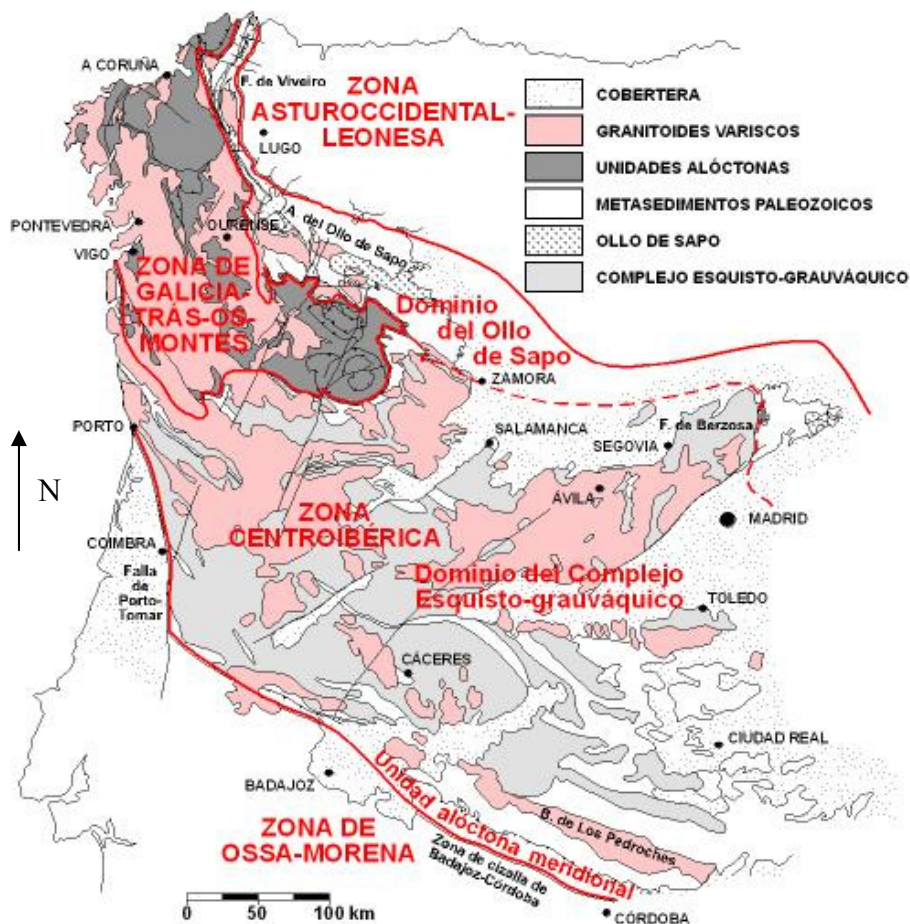 A CORUÑA
F. de Viveiro
ZONA
ASTUROCCIDENTAL-
LEONESA
LUGO
COBERTERA
GRANITOIDES VARISCOS
UNIDADES ALÓCTONAS
METASEDIMENTOS PALEOZOICOS
OLLO DE SAPO
COMPLEJO ESQUISTO-GRAUVÁQUICO
PONTEVEDRA
OURENSE
A. del Ollo de Sapo
VIGO
ZONA DE
GALICIA-
TRÁS-OS-
MONTES
Dominio
del Ollo
de Sapo
ZAMORA
PORTO
SALAMANCA
SEGOVIA
F. de Berzosa
N
ÁVILA
MADRID
ZONA
CENTROIBÉRICA
COIMBRA
Falla
de
Porto-
Tomar
Dominio del Complejo
Esquisto-grauváquico
TOLEDO
CÁCERES
CIUDAD REAL
BADAJOZ
Unidad alóctona meridional
B. de Los Pedroches
ZONA DE
OSSA-MORENA
Zona de cizalla de
Badajoz-Córdoba
0 50 100 km
CÓRDOBA